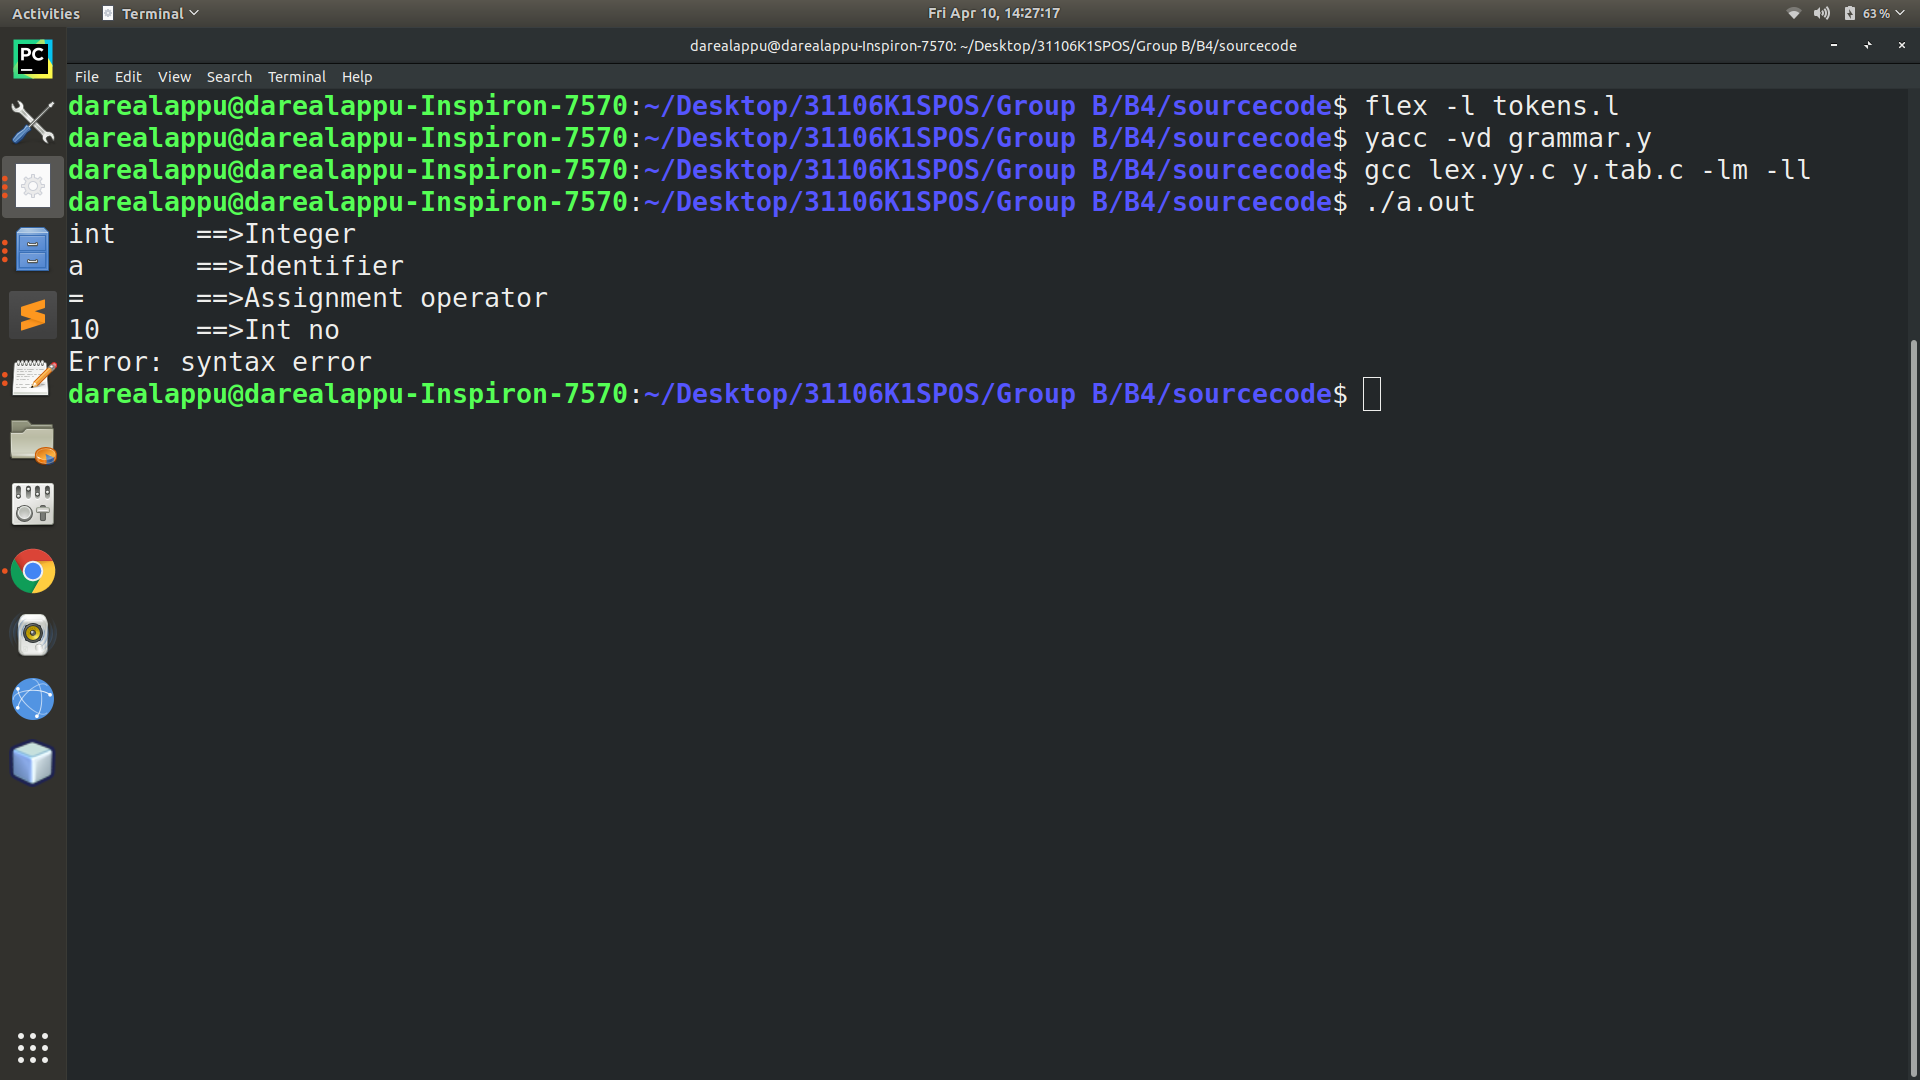 Activities Terminal Fri Apr 10, 14:27:17 63 %
darealappu@darealappu-Inspiron-7570: ~/Desktop/31106K1SPOS/Group B/B4/sourcecode
PC
File Edit View Search Terminal Help
darealappu@darealappu-Inspiron-7570:~/Desktop/31106K1SPOS/Group B/B4/sourcecode$ flex -l tokens.l
darealappu@darealappu-Inspiron-7570:~/Desktop/31106K1SPOS/Group B/B4/sourcecode$ yacc -vd grammar.y
darealappu@darealappu-Inspiron-7570:~/Desktop/31106K1SPOS/Group B/B4/sourcecode$ gcc lex.yy.c y.tab.c -lm -ll
darealappu@darealappu-Inspiron-7570:~/Desktop/31106K1SPOS/Group B/B4/sourcecode$ ./a.out
int     ==>Integer
a       ==>Identifier
=       ==>Assignment operator
10      ==>Int no
Error: syntax error
darealappu@darealappu-Inspiron-7570:~/Desktop/31106K1SPOS/Group B/B4/sourcecode$